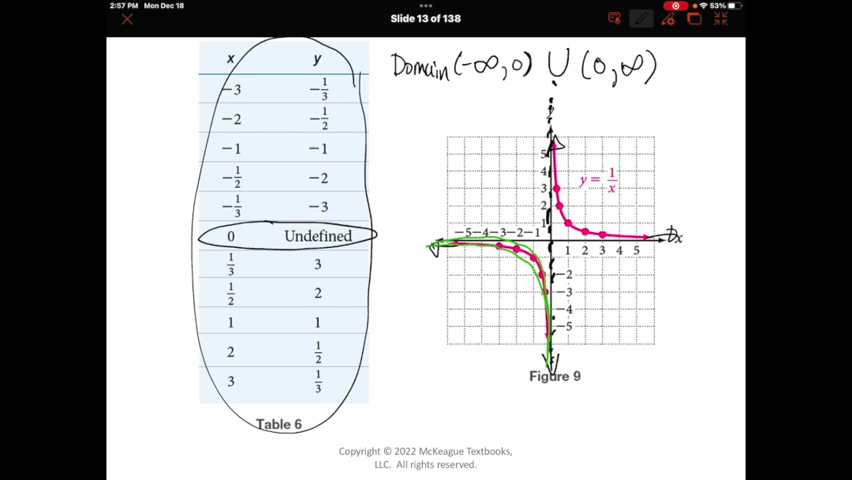 2:57 PM Mon Dec 18
53%
Slide 13 of 138
x y
-3 -1/3
-2 -1/2
-1 -1
-1/2 -2
-1/3 -3
0 Undefined
1/3 3
1/2 2
1 1
2 1/2
3 1/3
Table 6
Domain (-∞, 0) ∪ (0, ∞)
y
5
4
3
2
1
y = 1/x
-5 -4 -3 -2 -1
x
1 2 3 4 5
-2
-3
-4
-5
Figure 9
Copyright © 2022 McKeague Textbooks,
LLC. All rights reserved.